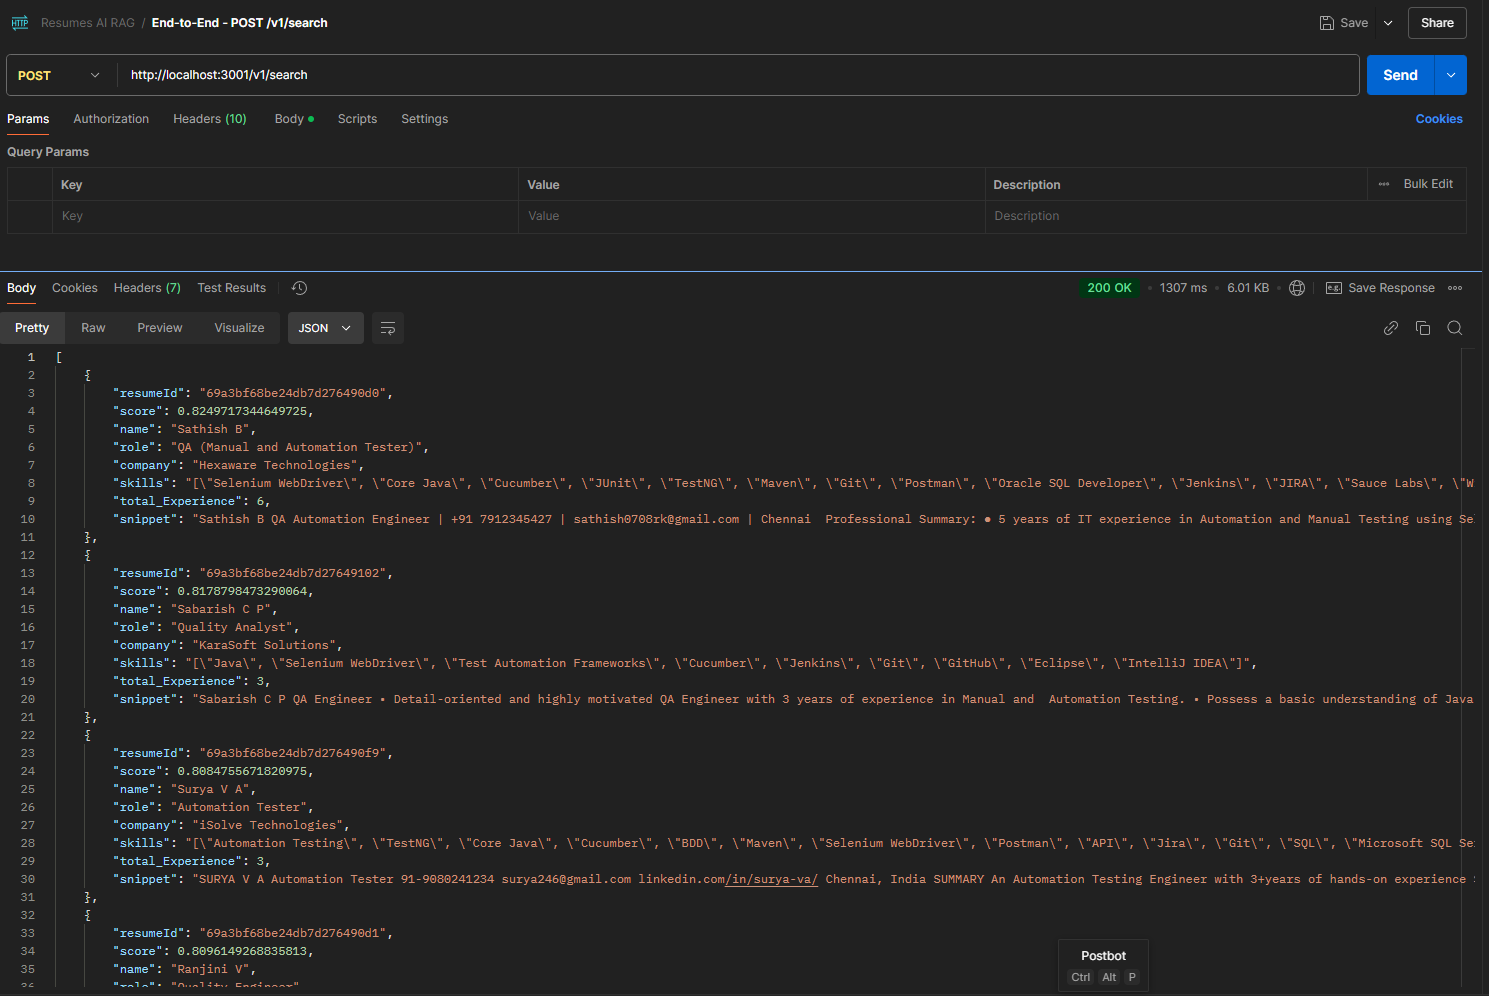 HTTP Resumes AI RAG / End-to-End - POST /v1/search Save Share
POST http://localhost:3001/v1/search Send
Params Authorization Headers (10) Body Scripts Settings Cookies
Query Params
Key Value Description Bulk Edit
Key Value Description
Body Cookies Headers (7) Test Results 200 OK 1307 ms 6.01 KB e.g. Save Response
Pretty Raw Preview Visualize JSON
1 [
2 {
3 "resumeId": "69a3bf68be24db7d276490d0",
4 "score": 0.8249717344649725,
5 "name": "Sathish B",
6 "role": "QA (Manual and Automation Tester)",
7 "company": "Hexaware Technologies",
8 "skills": "[\"Selenium WebDriver\", \"Core Java\", \"Cucumber\", \"JUnit\", \"TestNG\", \"Maven\", \"Git\", \"Postman\", \"Oracle SQL Developer\", \"Jenkins\", \"JIRA\", \"Sauce Labs\", \"W
9 "total_Experience": 6,
10 "snippet": "Sathish B QA Automation Engineer | +91 7912345427 | sathish0708rk@gmail.com | Chennai  Professional Summary: ● 5 years of IT experience in Automation and Manual Testing using Se
11 },
12 {
13 "resumeId": "69a3bf68be24db7d27649102",
14 "score": 0.8178798473290064,
15 "name": "Sabarish C P",
16 "role": "Quality Analyst",
17 "company": "KaraSoft Solutions",
18 "skills": "[\"Java\", \"Selenium WebDriver\", \"Test Automation Frameworks\", \"Cucumber\", \"Jenkins\", \"Git\", \"GitHub\", \"Eclipse\", \"IntelliJ IDEA\"]",
19 "total_Experience": 3,
20 "snippet": "Sabarish C P QA Engineer • Detail-oriented and highly motivated QA Engineer with 3 years of experience in Manual and  Automation Testing. • Possess a basic understanding of Java
21 },
22 {
23 "resumeId": "69a3bf68be24db7d276490f9",
24 "score": 0.8084755671820975,
25 "name": "Surya V A",
26 "role": "Automation Tester",
27 "company": "iSolve Technologies",
28 "skills": "[\"Automation Testing\", \"TestNG\", \"Core Java\", \"Cucumber\", \"BDD\", \"Maven\", \"Selenium WebDriver\", \"Postman\", \"API\", \"Jira\", \"Git\", \"SQL\", \"Microsoft SQL Se
29 "total_Experience": 3,
30 "snippet": "SURYA V A Automation Tester 91-9080241234 surya246@gmail.com linkedin.com/in/surya-va/ Chennai, India SUMMARY An Automation Testing Engineer with 3+years of hands-on experience
31 },
32 {
33 "resumeId": "69a3bf68be24db7d276490d1",
34 "score": 0.8096149268835813,
35 "name": "Ranjini V",
36 "role": "Quality Engineer"
Postbot
Ctrl Alt P